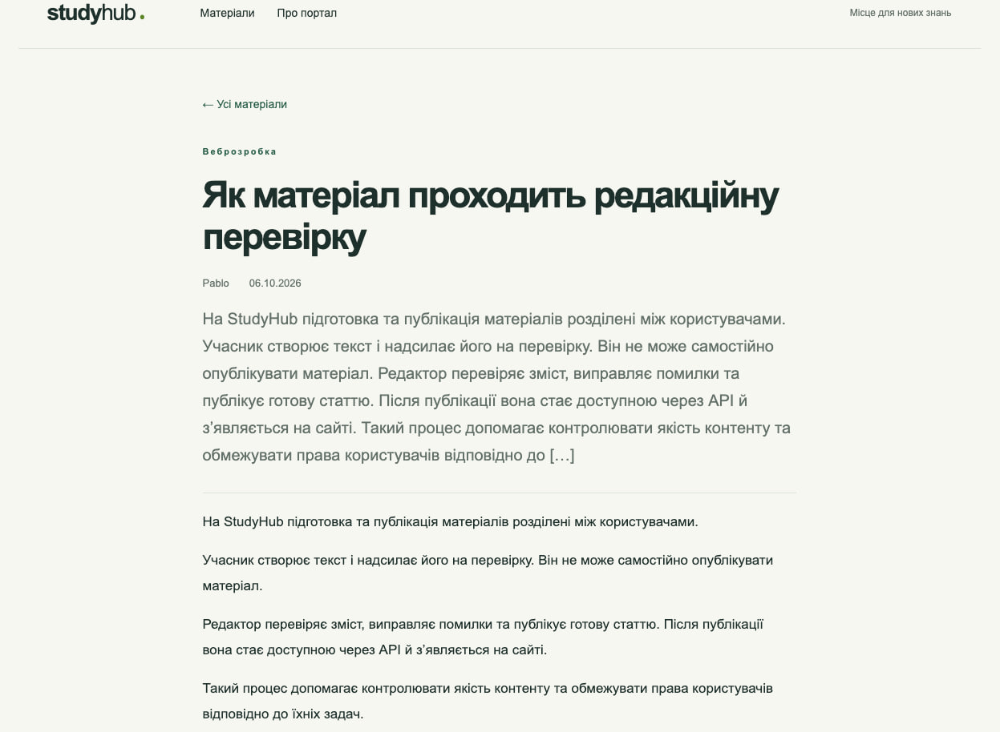 studyhub.
Матеріали Про портал
Місце для нових знань
← Усі матеріали
Веброзробка
Як матеріал проходить редакційну
перевірку
Pablo 06.10.2026
На StudyHub підготовка та публікація матеріалів розділені між користувачами.
Учасник створює текст і надсилає його на перевірку. Він не може самостійно
опублікувати матеріал. Редактор перевіряє зміст, виправляє помилки та
публікує готову статтю. Після публікації вона стає доступною через API й
з’являється на сайті. Такий процес допомагає контролювати якість контенту та
обмежувати права користувачів відповідно до […]
На StudyHub підготовка та публікація матеріалів розділені між користувачами.
Учасник створює текст і надсилає його на перевірку. Він не може самостійно опублікувати
матеріал.
Редактор перевіряє зміст, виправляє помилки та публікує готову статтю. Після публікації
вона стає доступною через API й з’являється на сайті.
Такий процес допомагає контролювати якість контенту та обмежувати права користувачів
відповідно до їхніх задач.